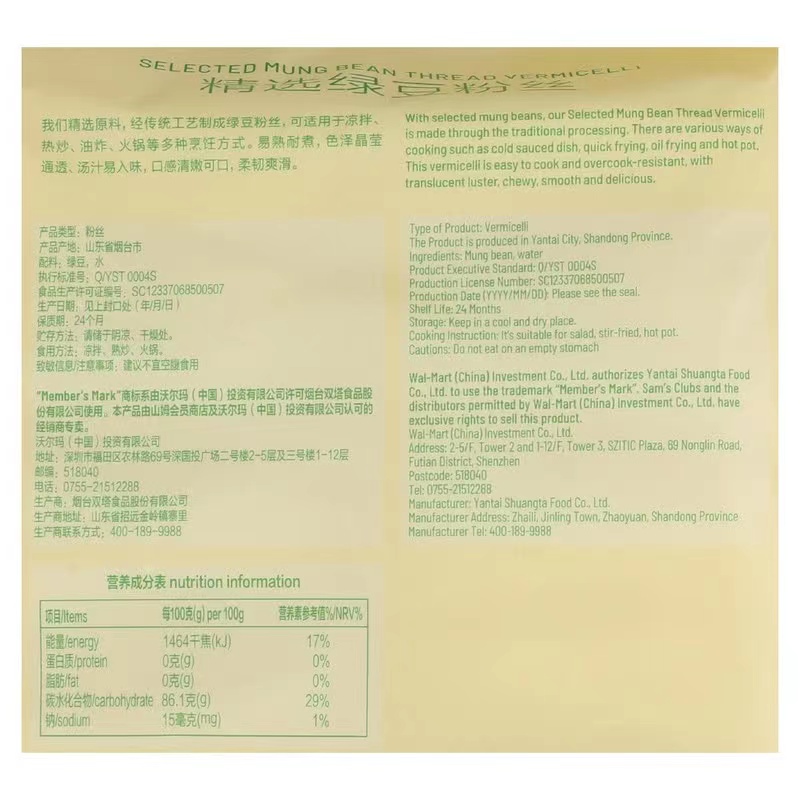 SELECTED MUNG BEAN THREAD VERMICELLI
精选绿豆粉丝
我们精选原料，经传统工艺制成绿豆粉丝，可适用于凉拌、
热炒、油炸、火锅等多种烹饪方式。易熟耐煮，色泽晶莹
通透、汤汁易入味，口感清嫩可口，柔韧爽滑。
With selected mung beans, our Selected Mung Bean Thread Vermicelli
is made through the traditional processing. There are various ways of
cooking such as cold sauced dish, quick frying, oil frying and hot pot.
This vermicelli is easy to cook and overcook-resistant, with
translucent luster, chewy, smooth and delicious.
产品类型：粉丝
产品产地：山东省烟台市
配料：绿豆，水
执行标准号：Q/YST 0004S
食品生产许可证编号：SC12337068500507
生产日期：见上封口处（年/月/日）
保质期：24个月
贮存方法：请储于阴凉、干燥处。
食用方法：凉拌、熟炒、火锅。
致敏信息/注意事项：建议不宜空腹食用
"Member's Mark"商标系由沃尔玛（中国）投资有限公司许可烟台双塔食品股
份有限公司使用。本产品由山姆会员商店及沃尔玛（中国）投资有限公司认可的
经销商专卖。
沃尔玛（中国）投资有限公司
地址：深圳市福田区农林路69号深国投广场二号楼2-5层及三号楼1-12层
邮编：518040
电话：0755-21512288
生产商：烟台双塔食品股份有限公司
生产商地址：山东省招远金岭镇寨里
生产商联系方式：400-189-9988
Type of Product: Vermicelli
The Product is produced in Yantai City, Shandong Province.
Ingredients: Mung bean, water
Product Executive Standard: Q/YST 0004S
Production License Number: SC12337068500507
Production Date (YYYY/MM/DD): Please see the seal.
Shelf Life: 24 Months
Storage: Keep in a cool and dry place.
Cooking Instruction: It's suitable for salad, stir-fried, hot pot.
Cautions: Do not eat on an empty stomach
Wal-Mart (China) Investment Co., Ltd. authorizes Yantai Shuangta Food
Co., Ltd. to use the trademark "Member's Mark". Sam's Clubs and the
distributors permitted by Wal-Mart (China) Investment Co., Ltd. have
exclusive rights to sell this product.
Wal-Mart (China) Investment Co., Ltd.
Address: 2-5/F, Tower 2 and 1-12/F, Tower 3, SZITIC Plaza, 69 Nonglin Road,
Futian District, Shenzhen
Postcode: 518040
Tel: 0755-21512288
Manufacturer: Yantai Shuangta Food Co., Ltd.
Manufacturer Address: Zhaili, Jinling Town, Zhaoyuan, Shandong Province
Manufacturer Tel: 400-189-9988
营养成分表 nutrition information
项目/Items 每100克(g) per 100g 营养素参考值%/NRV%
能量/energy 1464千焦(kJ) 17%
蛋白质/protein 0克(g) 0%
脂肪/fat 0克(g) 0%
碳水化合物/carbohydrate 86.1克(g) 29%
钠/sodium 15毫克(mg) 1%